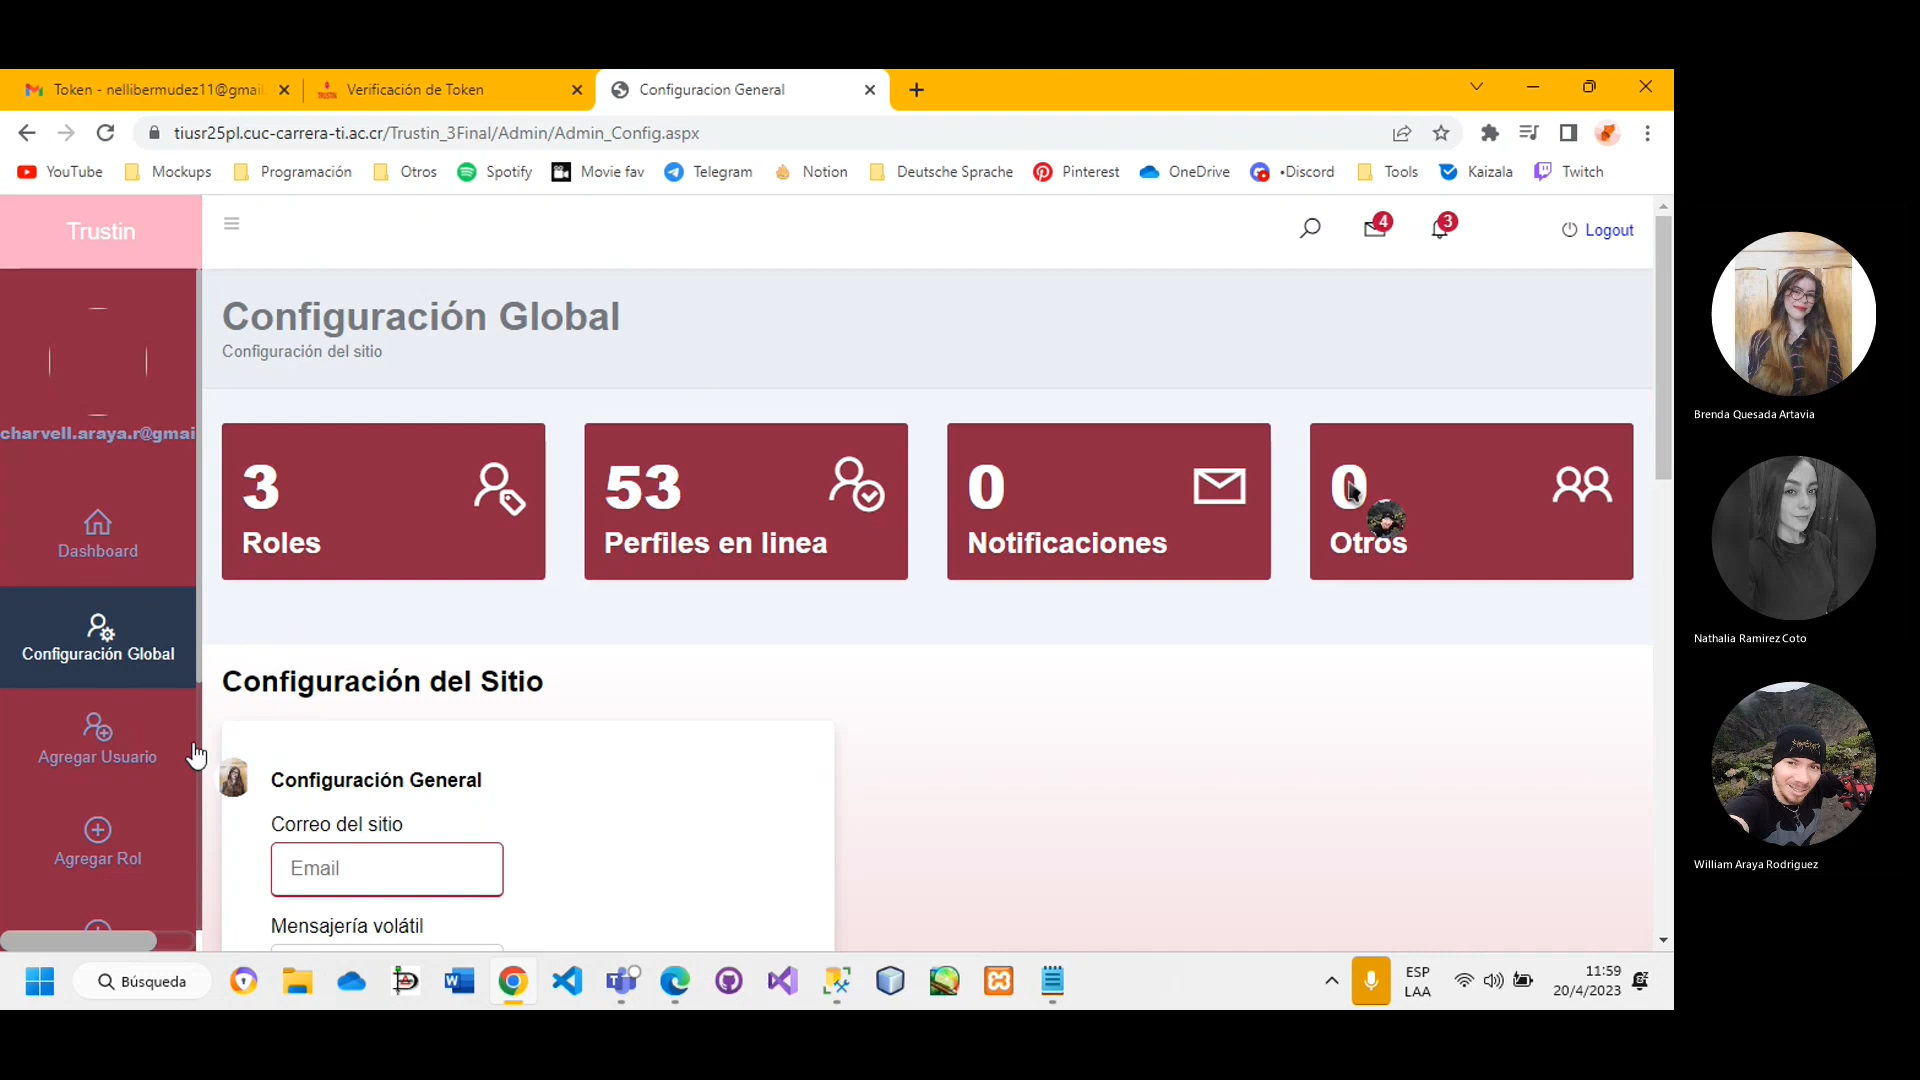 Token - nellibermudez11@gmai
Verificación de Token
Configuracion General
tiusr25pl.cuc-carrera-ti.ac.cr/Trustin_3Final/Admin/Admin_Config.aspx
YouTube
Mockups
Programación
Otros
Spotify
Movie fav
Telegram
Notion
Deutsche Sprache
Pinterest
OneDrive
•Discord
Tools
Kaizala
Twitch
Trustin
4
3
Logout
Configuración Global
Configuración del sitio
charvell.araya.r@gmai
3
Roles
53
Perfiles en linea
0
Notificaciones
0
Otros
Dashboard
Configuración Global
Agregar Usuario
Agregar Rol
Configuración del Sitio
Configuración General
Correo del sitio
Email
Mensajería volátil
Búsqueda
ESP
LAA
11:59
20/4/2023
Brenda Quesada Artavia
Nathalia Ramirez Coto
William Araya Rodriguez